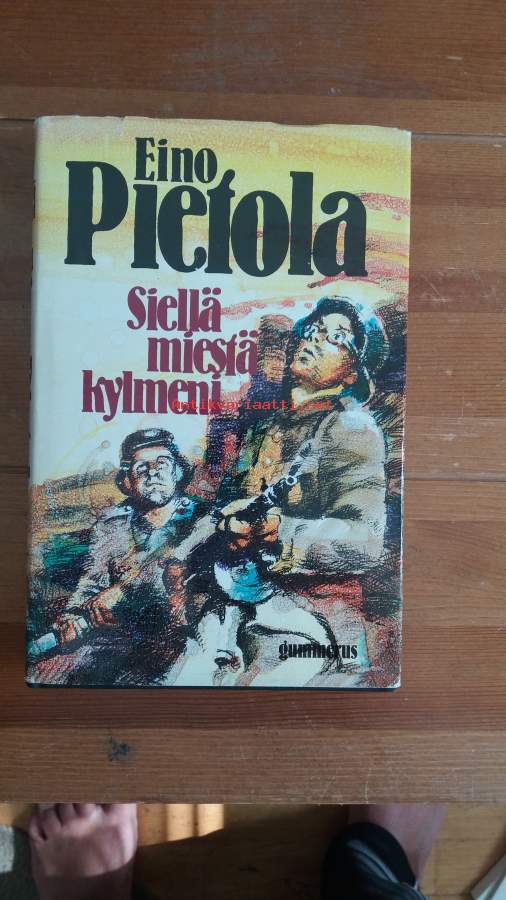 Eino
Pietola
Siellä
miestä
kylmeni
antikvariaatti.net
gummerus